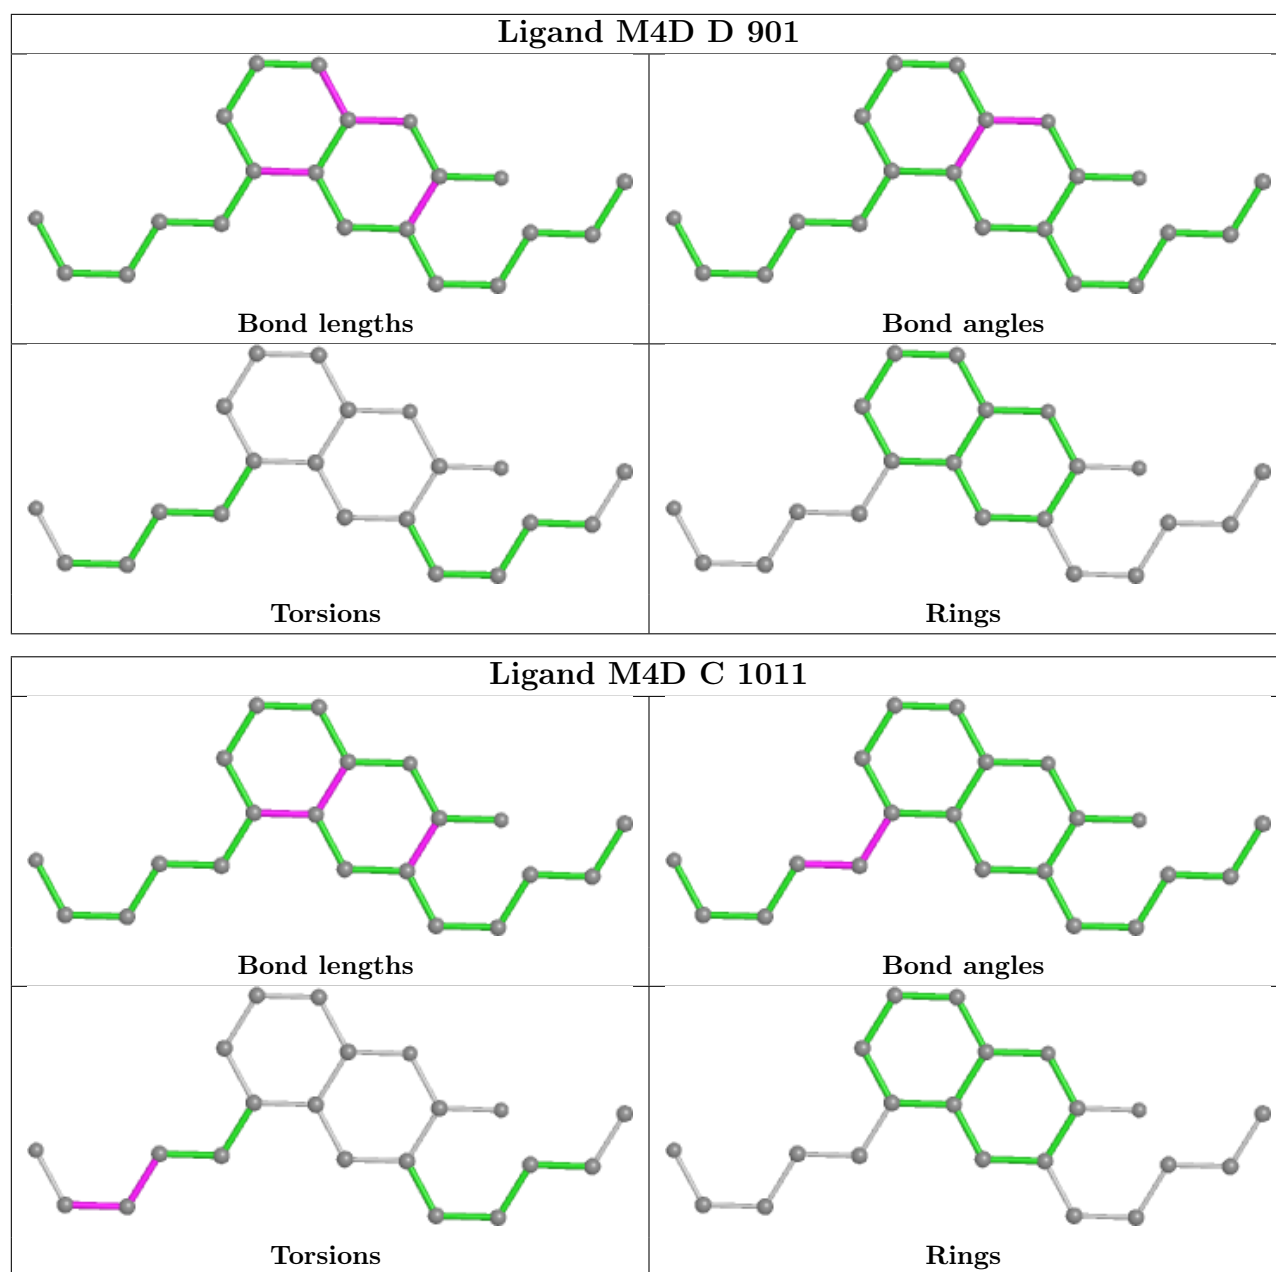 Ligand M4D D 901
Bond lengths
Bond angles
Torsions
Rings
Ligand M4D C 1011
Bond lengths
Bond angles
Torsions
Rings